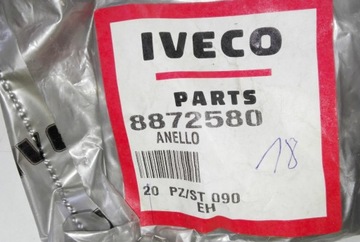 IVECO
PARTS
8872580
ANELLO
18
20 PZ/ST 090
EH